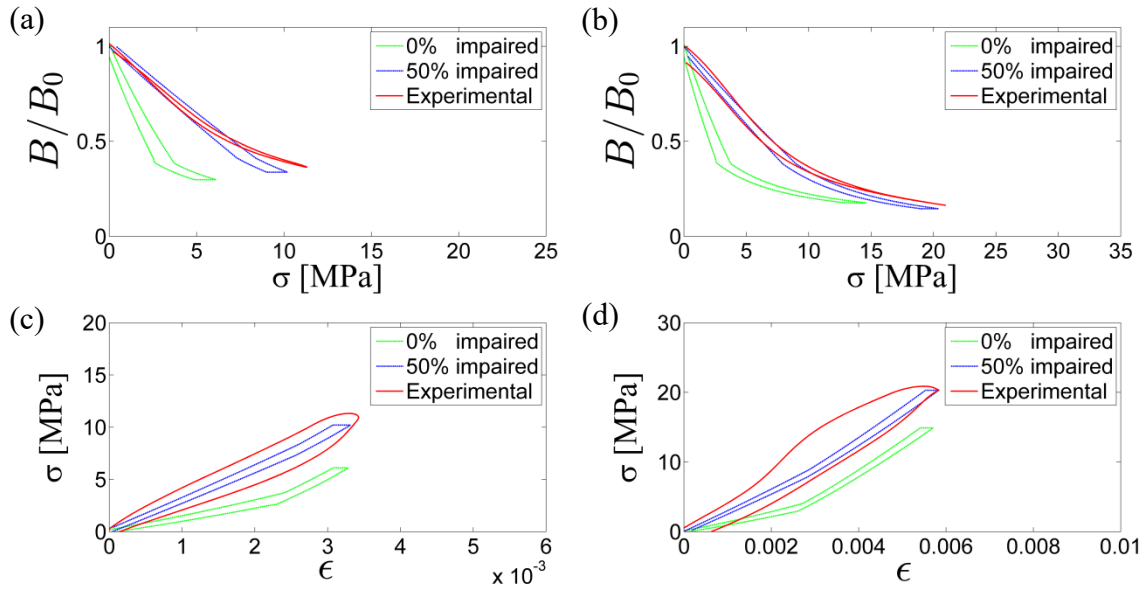 (a)
B/B0
1
0.5
0
0 5 10 15 20 25
σ [MPa]
0% impaired
50% impaired
Experimental
(b)
B/B0
1
0.5
0
0 5 10 15 20 25 30 35
σ [MPa]
0% impaired
50% impaired
Experimental
(c)
σ [MPa]
20
15
10
5
0
0 1 2 3 4 5 6
x 10-3
ϵ
0% impaired
50% impaired
Experimental
(d)
σ [MPa]
30
20
10
0
0 0.002 0.004 0.006 0.008 0.01
ϵ
0% impaired
50% impaired
Experimental